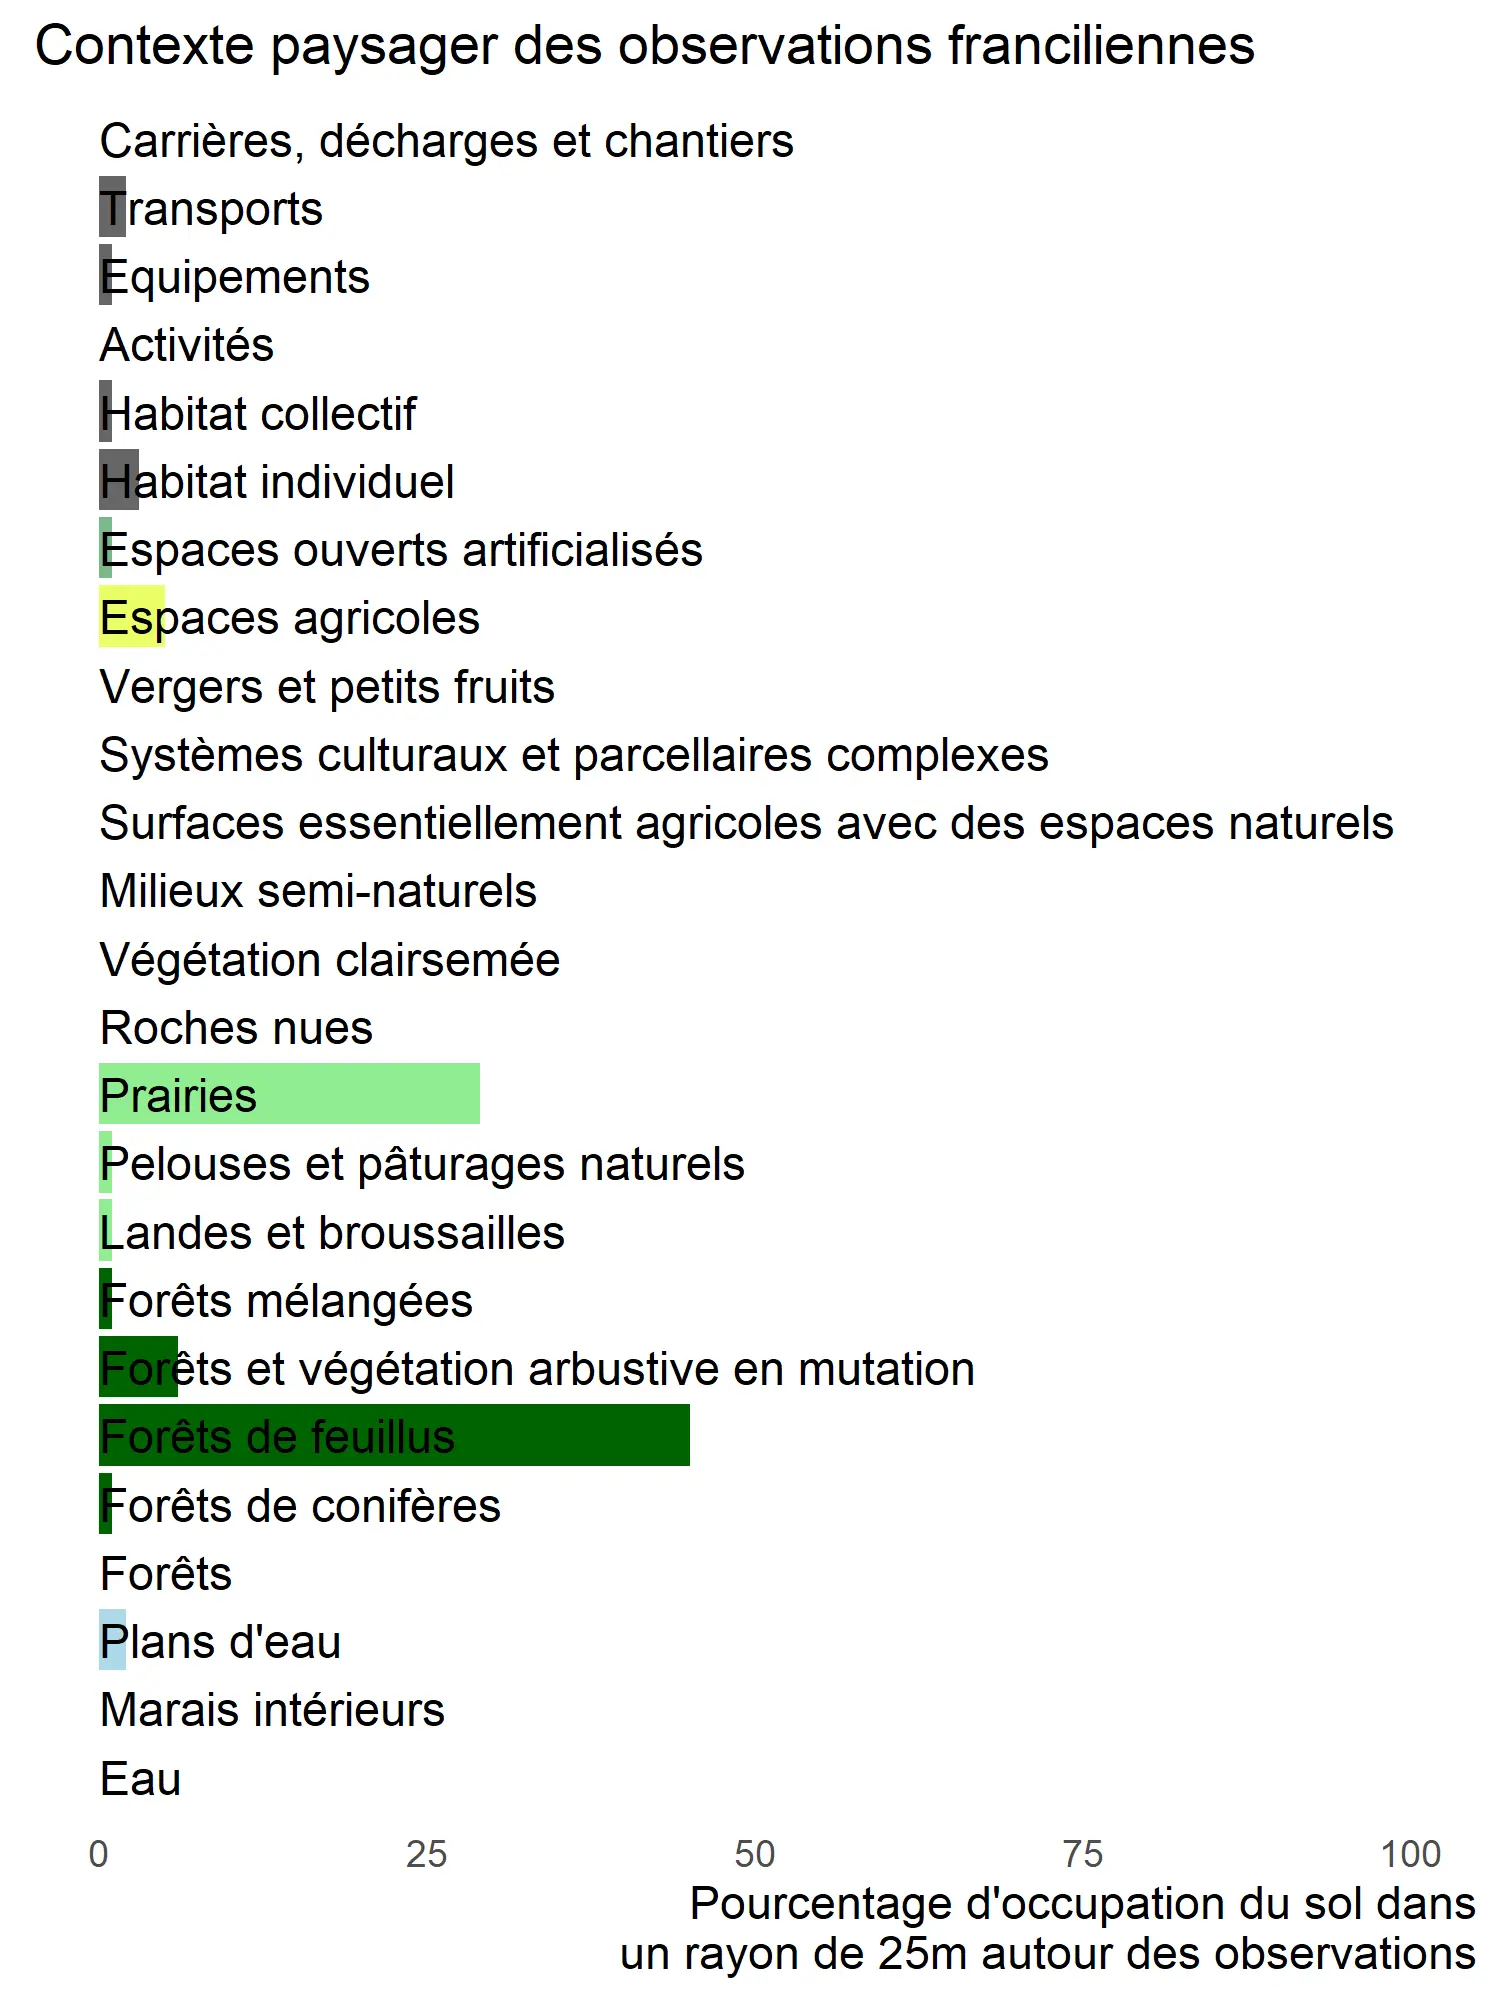 Contexte paysager des observations franciliennes
Carrières, décharges et chantiers
Transports
Equipements
Activités
Habitat collectif
Habitat individuel
Espaces ouverts artificialisés
Espaces agricoles
Vergers et petits fruits
Systèmes culturaux et parcellaires complexes
Surfaces essentiellement agricoles avec des espaces naturels
Milieux semi-naturels
Végétation clairsemée
Roches nues
Prairies
Pelouses et pâturages naturels
Landes et broussailles
Forêts mélangées
Forêts et végétation arbustive en mutation
Forêts de feuillus
Forêts de conifères
Forêts
Plans d'eau
Marais intérieurs
Eau
0 25 50 75 100
Pourcentage d'occupation du sol dans
un rayon de 25m autour des observations